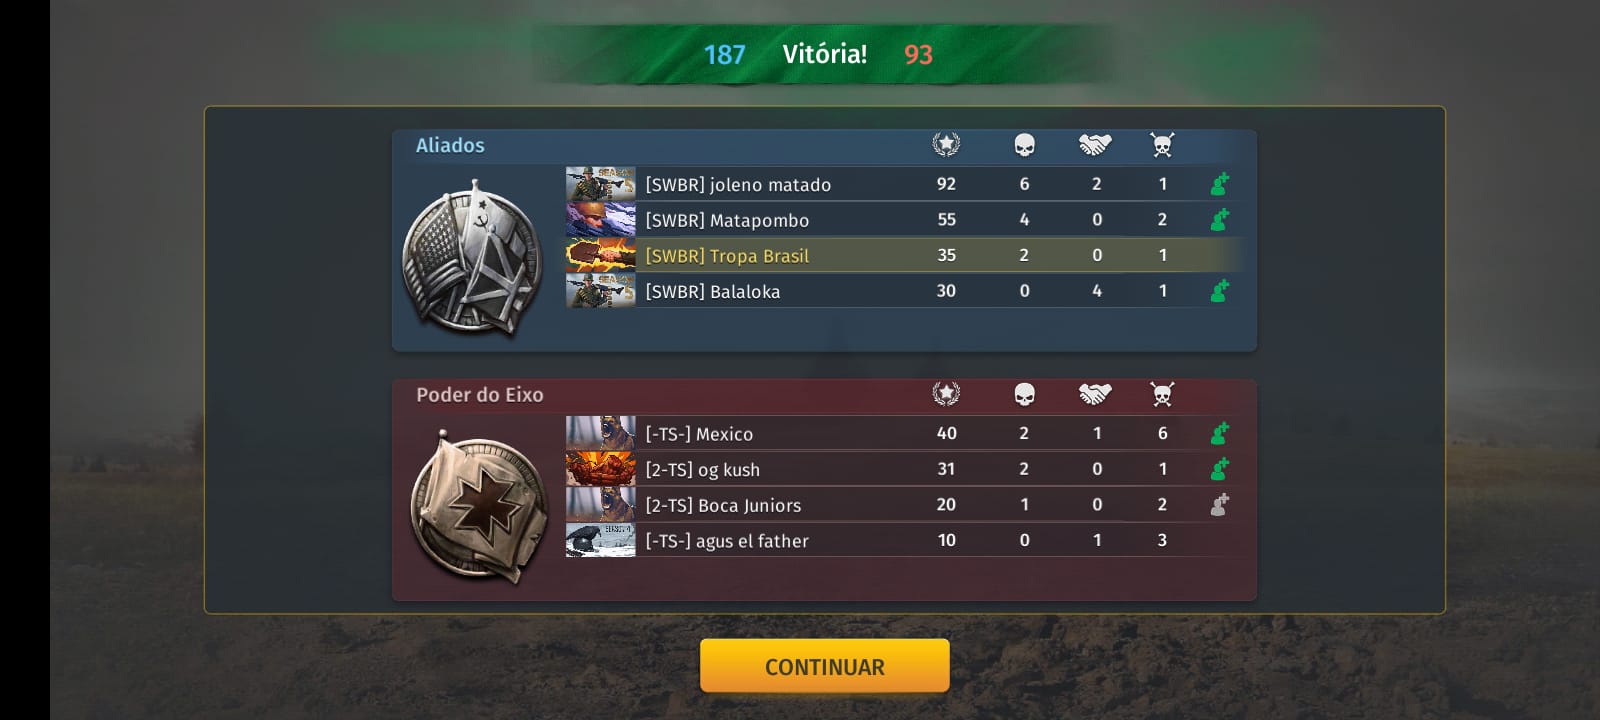 187 Vitória! 93
Aliados
[SWBR] joleno matado 92 6 2 1
[SWBR] Matapombo 55 4 0 2
[SWBR] Tropa Brasil 35 2 0 1
[SWBR] Balaloka 30 0 4 1
Poder do Eixo
[-TS-] Mexico 40 2 1 6
[2-TS] og kush 31 2 0 1
[2-TS] Boca Juniors 20 1 0 2
[-TS-] agus el father 10 0 1 3
CONTINUAR